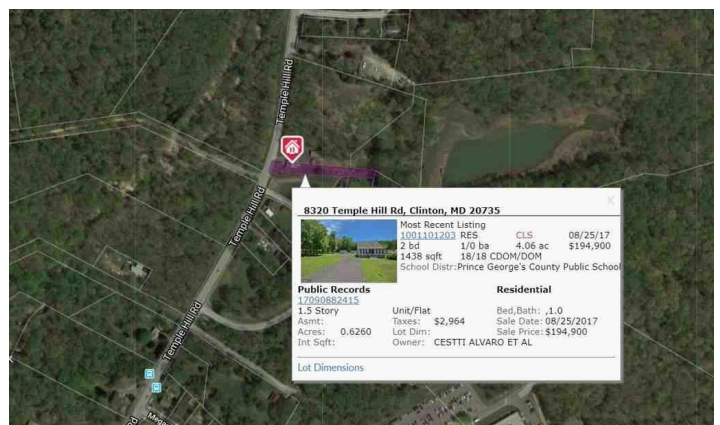 Temple Hill Rd
Temple Hill Rd
Temple Hill Rd
Rd
X
8320 Temple Hill Rd, Clinton, MD 20735
Most Recent Listing
1001101203 RES CLS 08/25/17
2 bd 1/0 ba 4.06 ac $194,900
1438 sqft 18/18 CDOM/DOM
School Distr:Prince George's County Public School
Public Records Residential
17090882415
1.5 Story Unit/Flat Bed,Bath: ,1.0
Asmt: Taxes: $2,964 Sale Date: 08/25/2017
Acres: 0.6260 Lot Dim: Sale Price: $194,900
Int Sqft: Owner: CESTTI ALVARO ET AL
Lot Dimensions